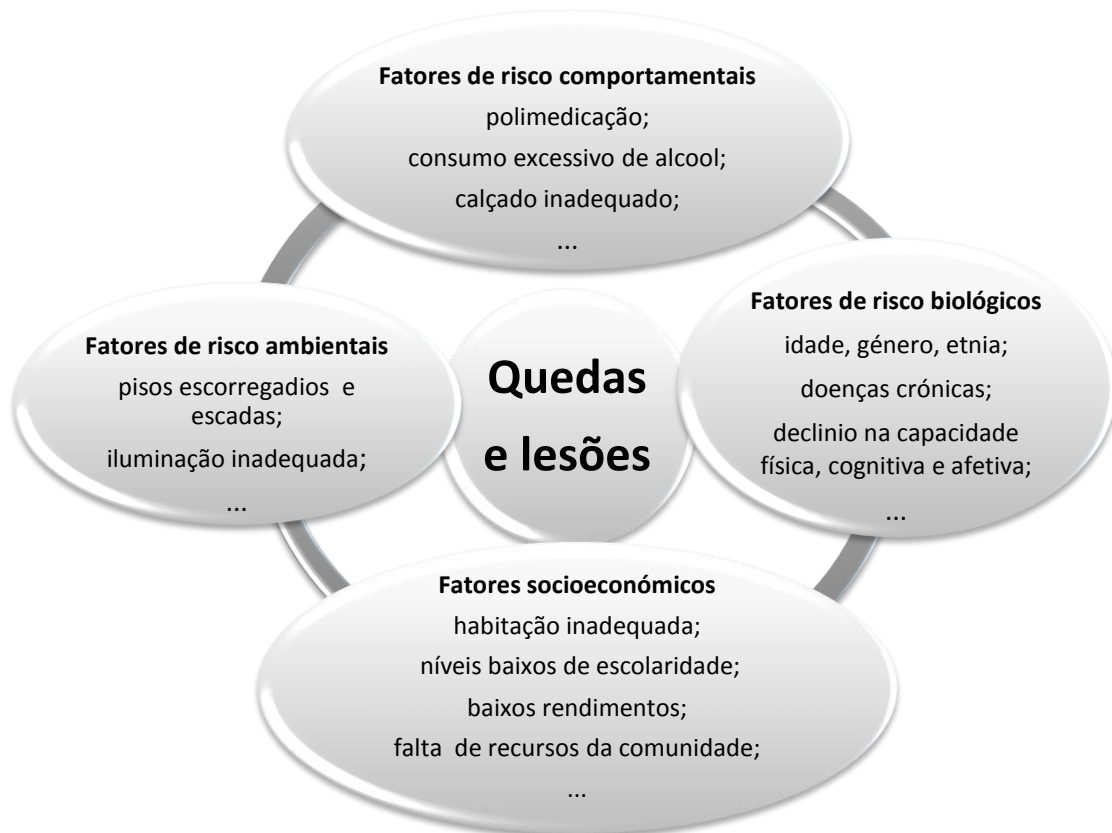 Fatores de risco comportamentais
polimedicação;
consumo excessivo de alcool;
calçado inadequado;
...
Fatores de risco biológicos
idade, género, etnia;
doenças crónicas;
declinio na capacidade
física, cognitiva e afetiva;
...
Fatores de risco ambientais
pisos escorregadios e
escadas;
iluminação inadequada;
...
Quedas
e lesões
Fatores socioeconómicos
habitação inadequada;
níveis baixos de escolaridade;
baixos rendimentos;
falta de recursos da comunidade;
...